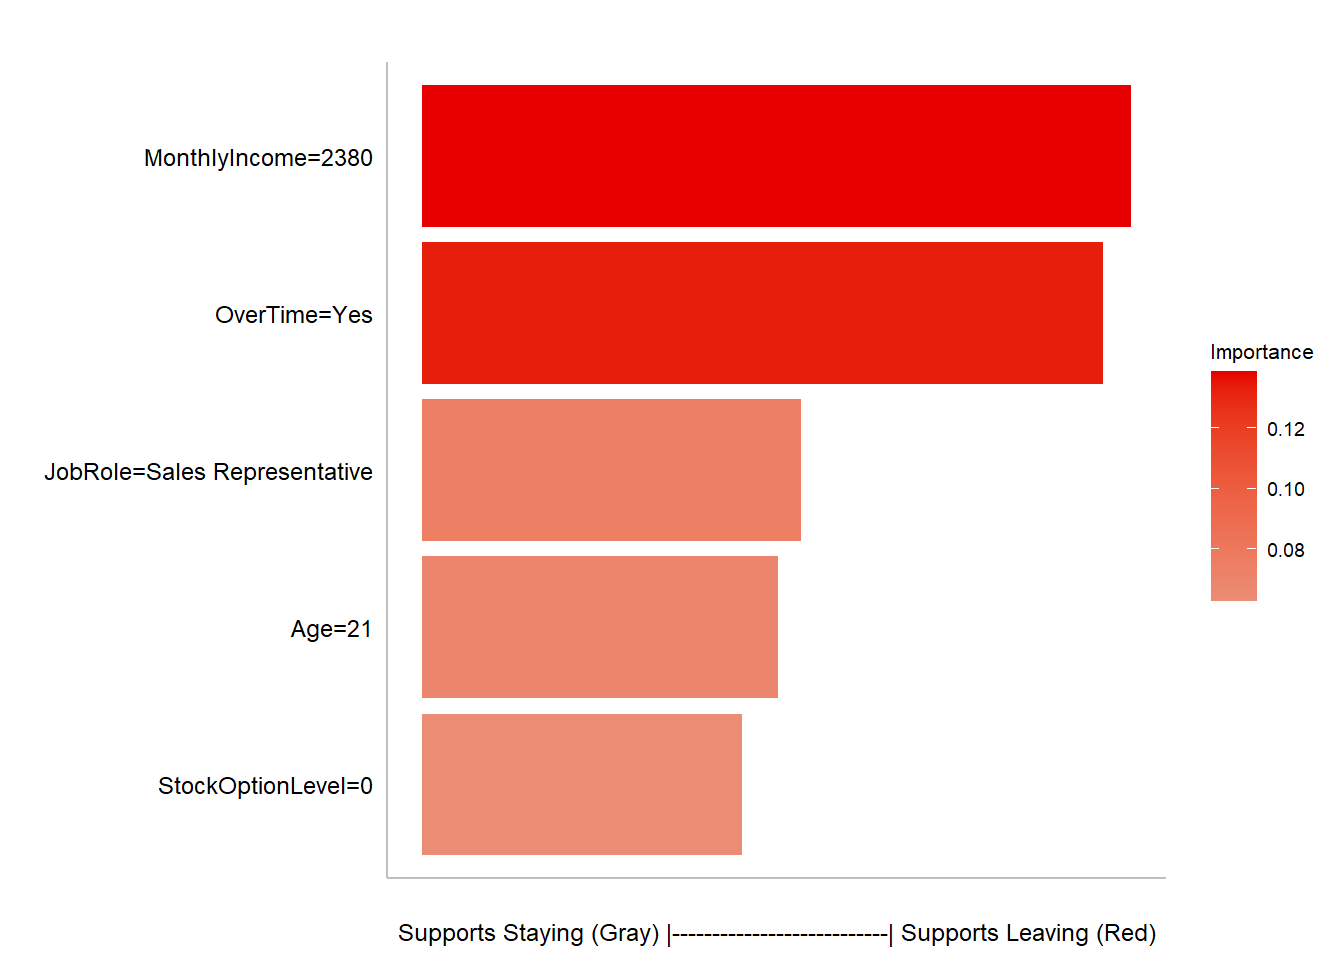 MonthlyIncome=2380
OverTime=Yes
JobRole=Sales Representative
Age=21
StockOptionLevel=0
Importance
0.12
0.10
0.08
Supports Staying (Gray) |---------------------------| Supports Leaving (Red)